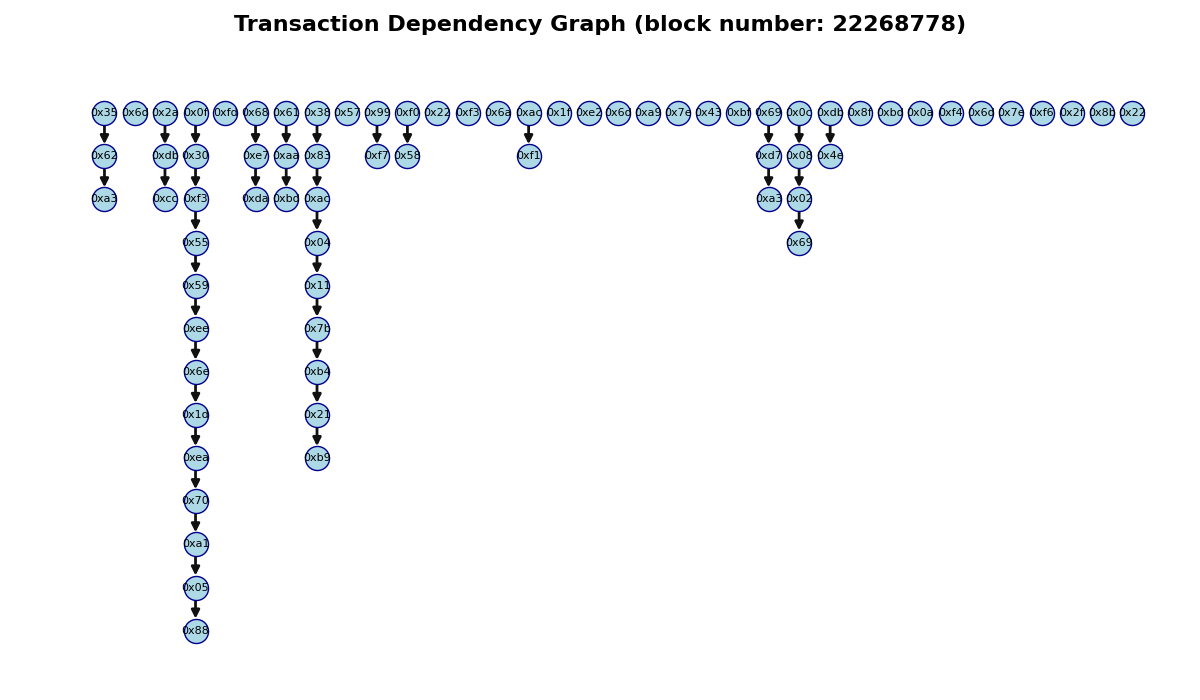 Transaction Dependency Graph (block number: 22268778)
0x35 0x6d 0x2a 0x0f 0xfd 0x68 0x61 0x38 0x57 0x99 0xf0 0x22 0xf3 0x6a 0xac 0x1f 0xe2 0x6d 0xa9 0x7e 0x43 0xbf 0x69 0x0c 0xdb 0x8f 0xbd 0x0a 0xf4 0x6d 0x7e 0xf6 0x2f 0x8b 0x22
0x62 0xdb 0x30 0xe7 0xaa 0x83 0xf7 0x58 0xf1 0xd7 0x08 0x4e
0xa3 0xcc 0xf3 0xda 0xbd 0xac 0xa3 0x02
0x55 0x04 0x69
0x59 0x11
0xee 0x7b
0x6e 0xb4
0x1d 0x21
0xea 0xb9
0x70
0xa1
0x05
0x88